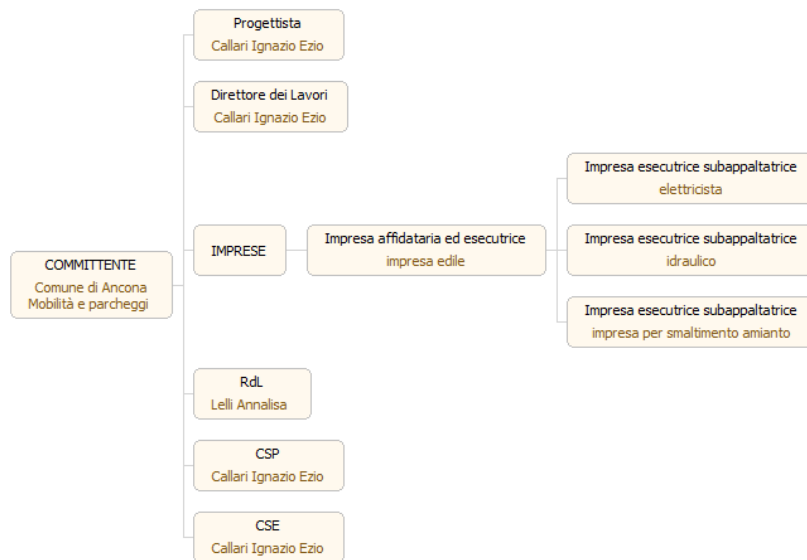 Progettista
Callari Ignazio Ezio
Direttore dei Lavori
Callari Ignazio Ezio
Impresa esecutrice subappaltatrice
elettricista
IMPRESE
Impresa affidataria ed esecutrice
impresa edile
Impresa esecutrice subappaltatrice
idraulico
COMMITTENTE
Comune di Ancona
Mobilità e parcheggi
Impresa esecutrice subappaltatrice
impresa per smaltimento amianto
RdL
Lelli Annalisa
CSP
Callari Ignazio Ezio
CSE
Callari Ignazio Ezio